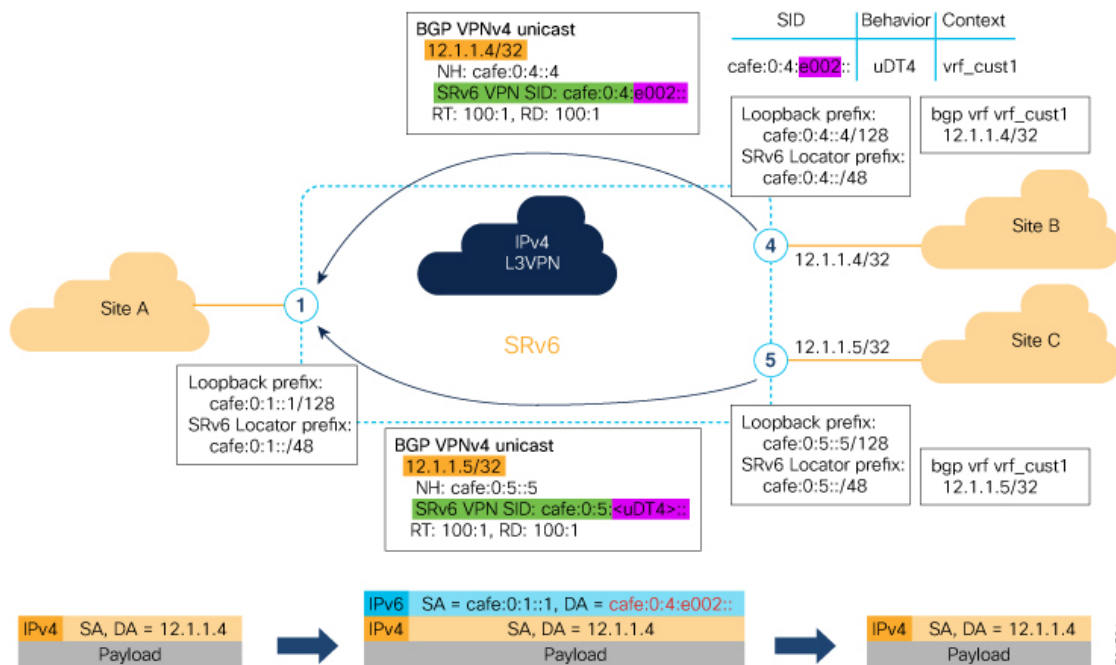 BGP VPNv4 unicast
12.1.1.4/32
NH: cafe:0:4::4
SRv6 VPN SID: cafe:0:4:e002::
RT: 100:1, RD: 100:1
SID Behavior Context
cafe:0:4:e002:: uDT4 vrf_cust1
Loopback prefix:
cafe:0:4::4/128
SRv6 Locator prefix:
cafe:0:4::/48
bgp vrf vrf_cust1
12.1.1.4/32
IPv4
L3VPN
Site A
1
4
12.1.1.4/32
Site B
SRv6
5
12.1.1.5/32
Site C
Loopback prefix:
cafe:0:1::1/128
SRv6 Locator prefix:
cafe:0:1::/48
BGP VPNv4 unicast
12.1.1.5/32
NH: cafe:0:5::5
SRv6 VPN SID: cafe:0:5:<uDT4>::
RT: 100:1, RD: 100:1
Loopback prefix:
cafe:0:5::5/128
SRv6 Locator prefix:
cafe:0:5::/48
bgp vrf vrf_cust1
12.1.1.5/32
IPv4 SA, DA = 12.1.1.4
Payload
IPv6 SA = cafe:0:1::1, DA = cafe:0:4:e002::
IPv4 SA, DA = 12.1.1.4
Payload
IPv4 SA, DA = 12.1.1.4
Payload